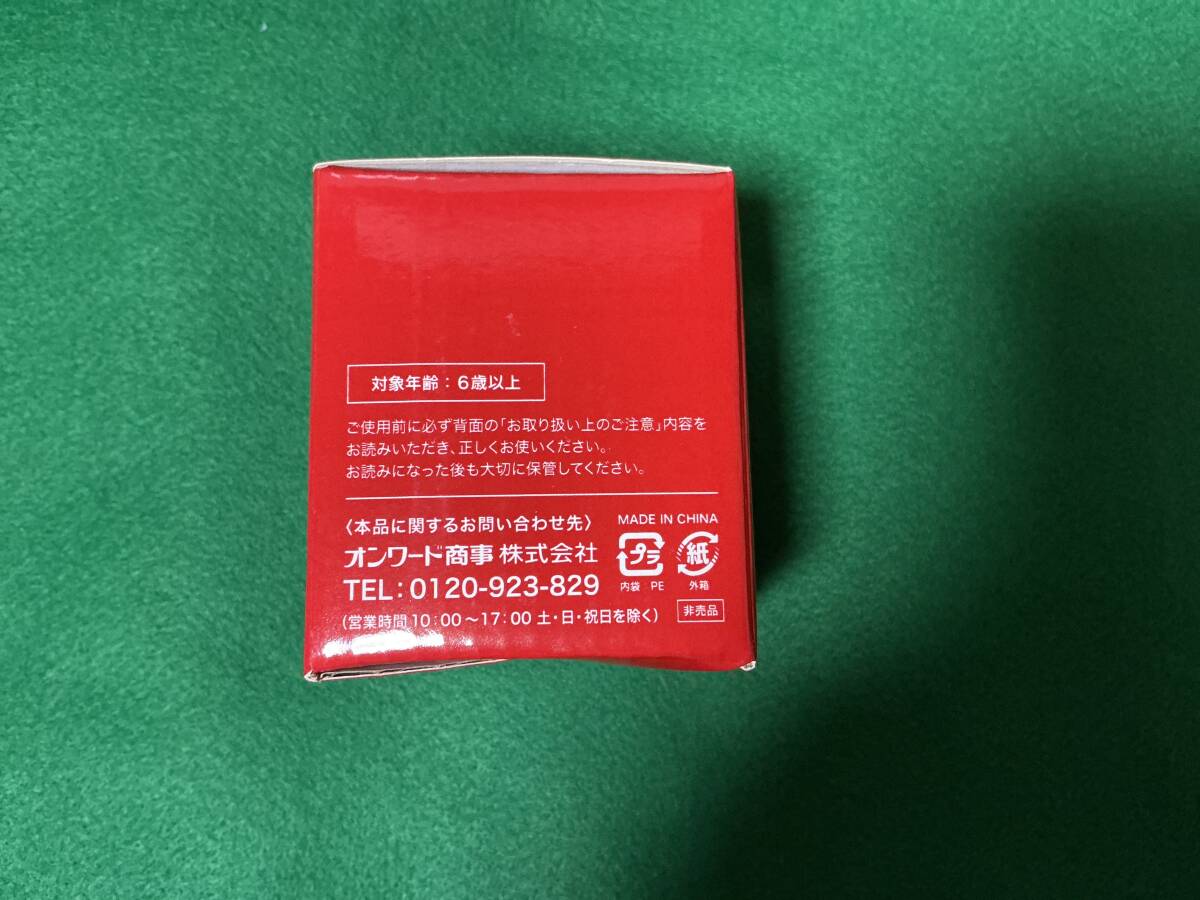 対象年齢：6歳以上
ご使用前に必ず背面の「お取り扱い上のご注意」内容を
お読みいただき、正しくお使いください。
お読みになった後も大切に保管してください。
〈本品に関するお問い合わせ先〉
オンワード商事 株式会社
TEL：0120-923-829
（営業時間10：00～17：00 土・日・祝日を除く）
MADE IN CHINA
プラ 紙
内袋 PE 外箱
非売品